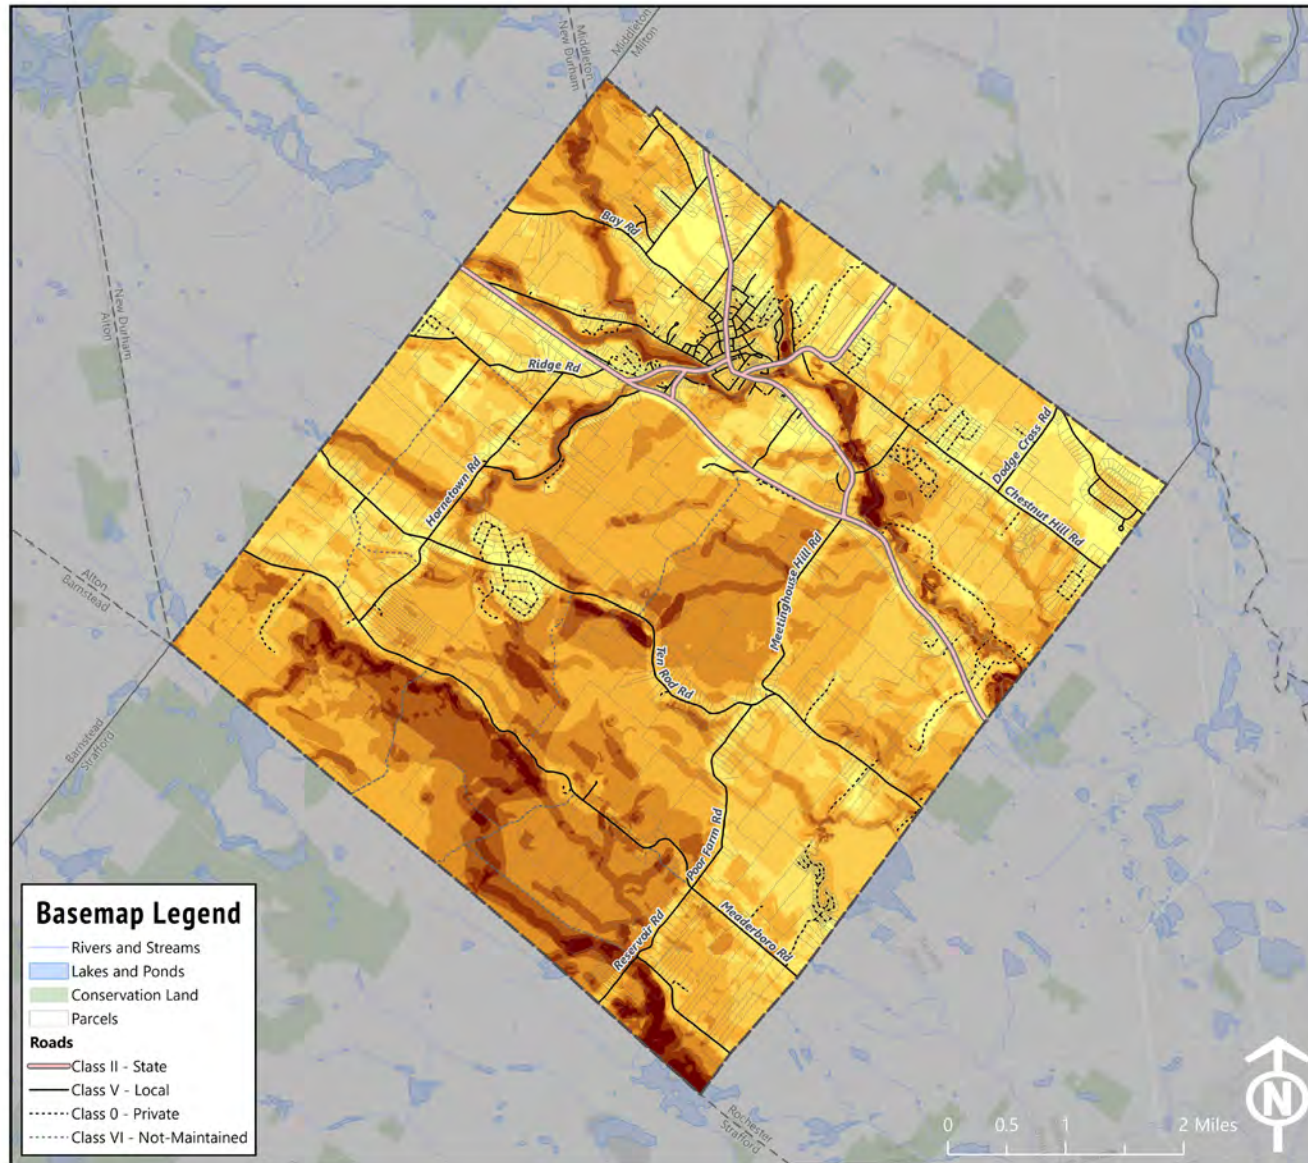 Middleton
New Durham
Middleton
Milton
Bay Rd
New Durham
Alton
Ridge Rd
Dodge Cross Rd
Hornetown Rd
Chestnut Hill Rd
Meetinghouse Hill Rd
Alton
Barnstead
Ten Rod Rd
Barnstead
Strafford
Poor Farm Rd
Meaderboro Rd
Reservoir Rd
Basemap Legend
Rivers and Streams
Lakes and Ponds
Conservation Land
Parcels
Roads
Class II - State
Class V - Local
Class 0 - Private
Class VI - Not-Maintained
Rochester
Strafford
0 0.5 1 2 Miles
N